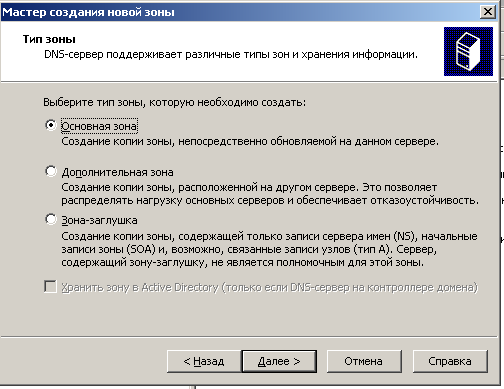 Мастер создания новой зоны
Тип зоны
DNS-сервер поддерживает различные типы зон и хранения информации.
Выберите тип зоны, которую необходимо создать:
Основная зона
Создание копии зоны, непосредственно обновляемой на данном сервере.
Дополнительная зона
Создание копии зоны, расположенной на другом сервере. Это позволяет
распределять нагрузку основных серверов и обеспечивает отказоустойчивость.
Зона-заглушка
Создание копии зоны, содержащей только записи сервера имен (NS), начальные
записи зоны (SOA) и, возможно, связанные записи узлов (тип A). Сервер,
содержащий зону-заглушку, не является полномочным для этой зоны.
Хранить зону в Active Directory (только если DNS-сервер на контроллере домена)
< Назад Далее > Отмена Справка